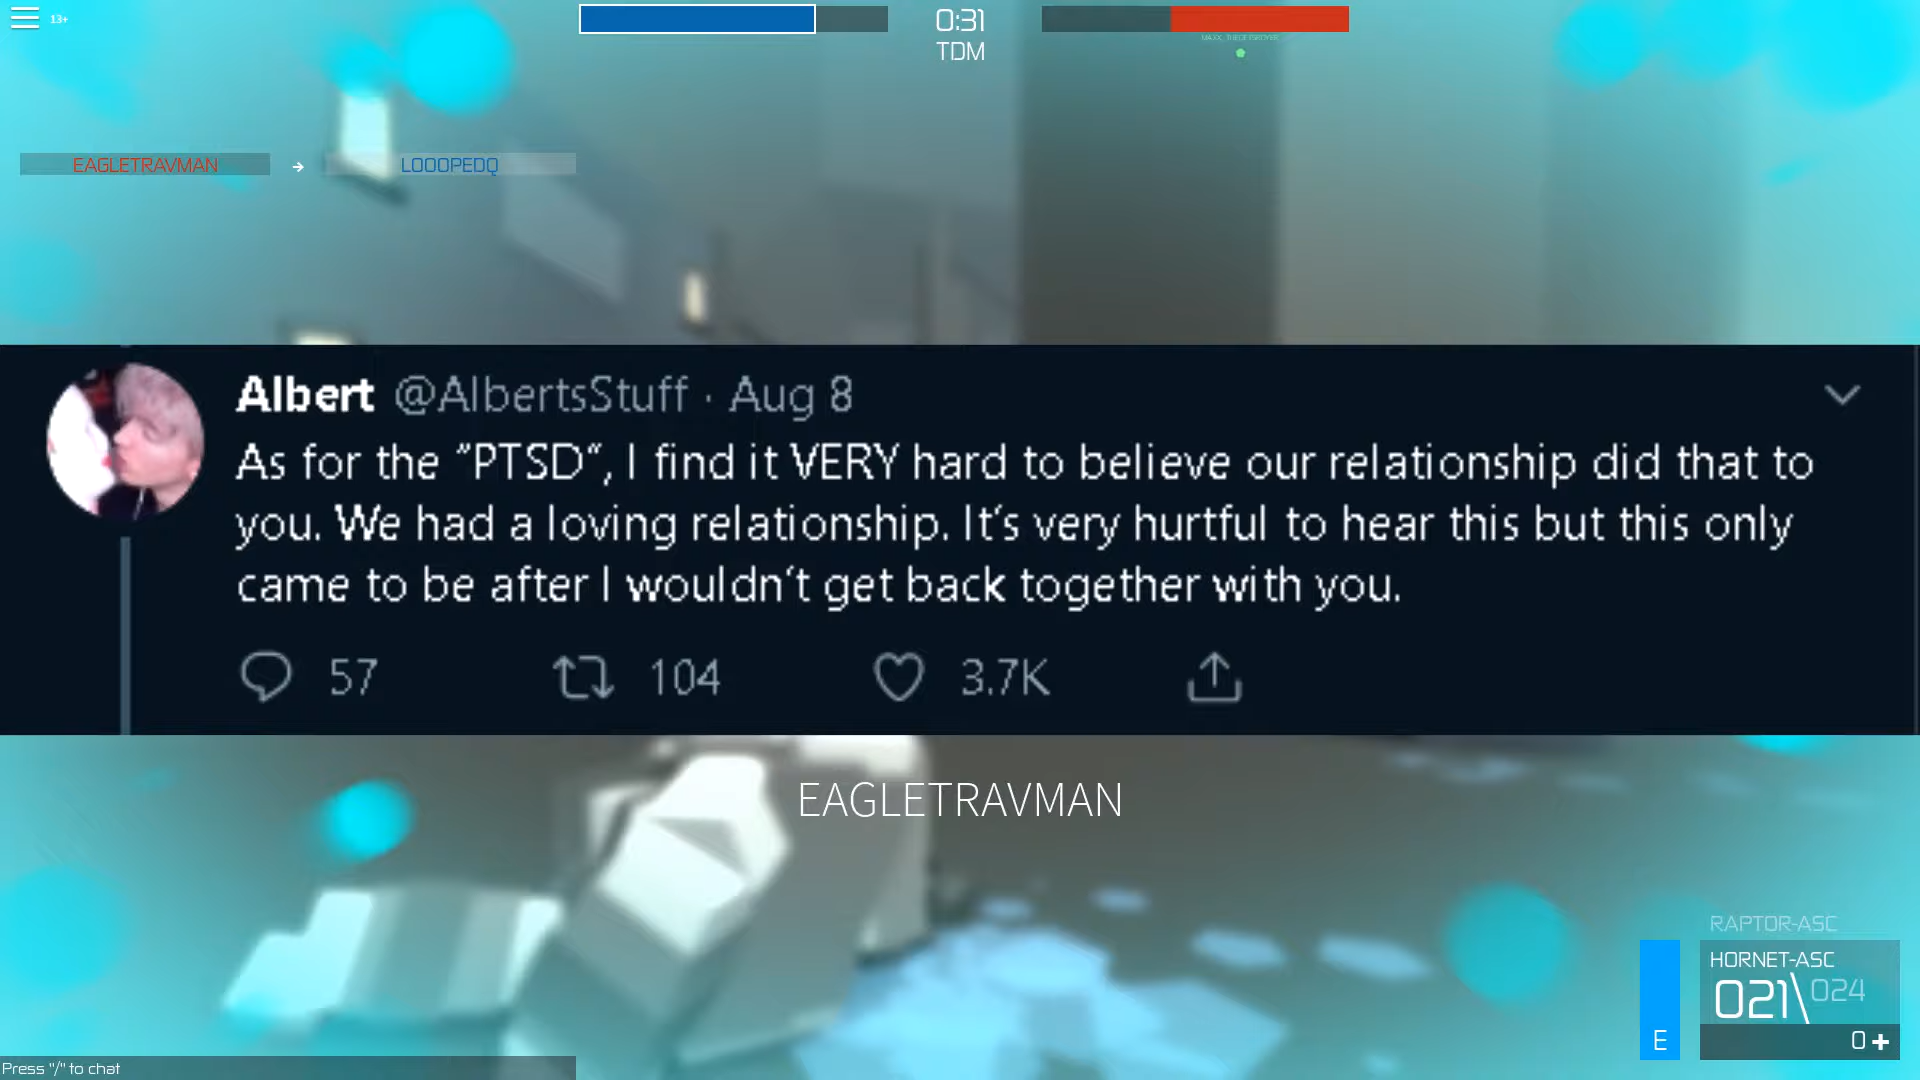 13+
0:31
TDM
EAGLETRAVMAN
LOOOPEDQ
Albert @AlbertsStuff · Aug 8
As for the "PTSD", I find it VERY hard to believe our relationship did that to
you. We had a loving relationship. It's very hurtful to hear this but this only
came to be after I wouldn't get back together with you.
57 104 3.7K
EAGLETRAVMAN
RAPTOR-ASC
HORNET-ASC
021\024
E
0+
Press "/" to chat